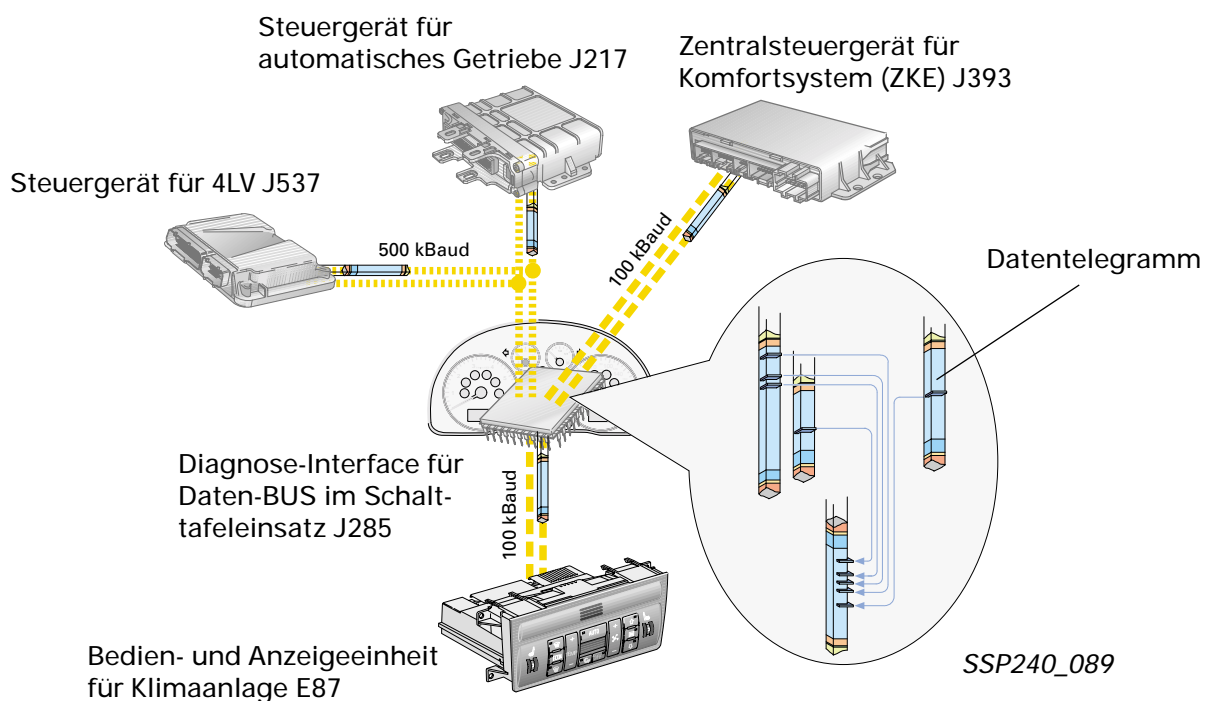 Steuergerät für
automatisches Getriebe J217
Zentralsteuergerät für
Komfortsystem (ZKE) J393
Steuergerät für 4LV J537
500 kBaud
100 kBaud
Datentelegramm
Diagnose-Interface für
Daten-BUS im Schalt-
tafeleinsatz J285
100 kBaud
AUTO
Bedien- und Anzeigeeinheit
für Klimaanlage E87
SSP240_089